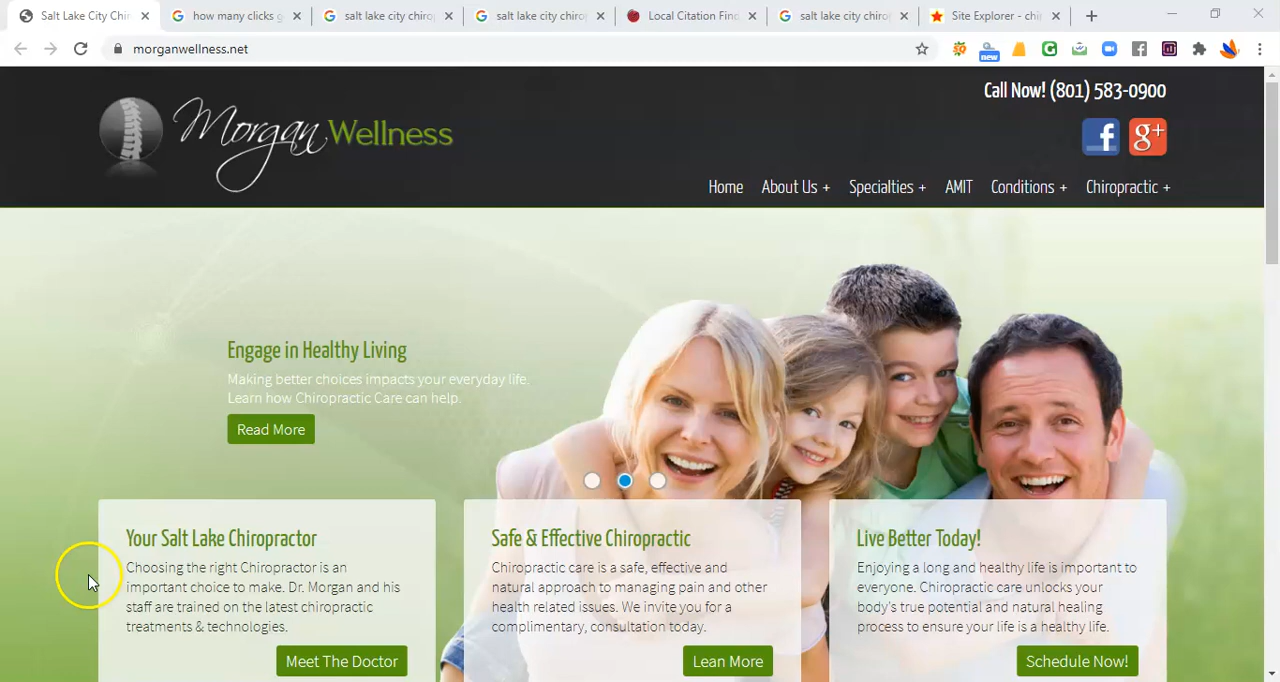 Salt Lake City Chir
how many clicks g
salt lake city chiro
salt lake city chiro
Local Citation Find
salt lake city chiro
Site Explorer - chir
morganwellness.net
new
Call Now! (801) 583-0900
Morgan Wellness
f
g+
Home About Us + Specialties + AMIT Conditions + Chiropractic +
Engage in Healthy Living
Making better choices impacts your everyday life.
Learn how Chiropractic Care can help.
Read More
Your Salt Lake Chiropractor
Choosing the right Chiropractor is an
important choice to make. Dr. Morgan and his
staff are trained on the latest chiropractic
treatments & technologies.
Meet The Doctor
Safe & Effective Chiropractic
Chiropractic care is a safe, effective and
natural approach to managing pain and other
health related issues. We invite you for a
complimentary, consultation today.
Lean More
Live Better Today!
Enjoying a long and healthy life is important to
everyone. Chiropractic care unlocks your
body's true potential and natural healing
process to ensure your life is a healthy life.
Schedule Now!